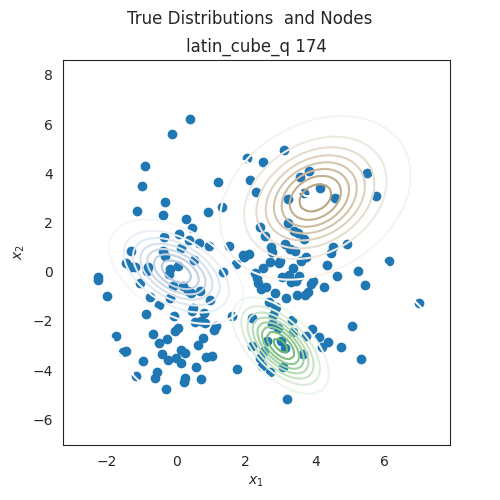 True Distributions  and Nodes
latin_cube_q 174
8
6
4
2
0
−2
−4
−6
x₂
−2 0 2 4 6
x₁